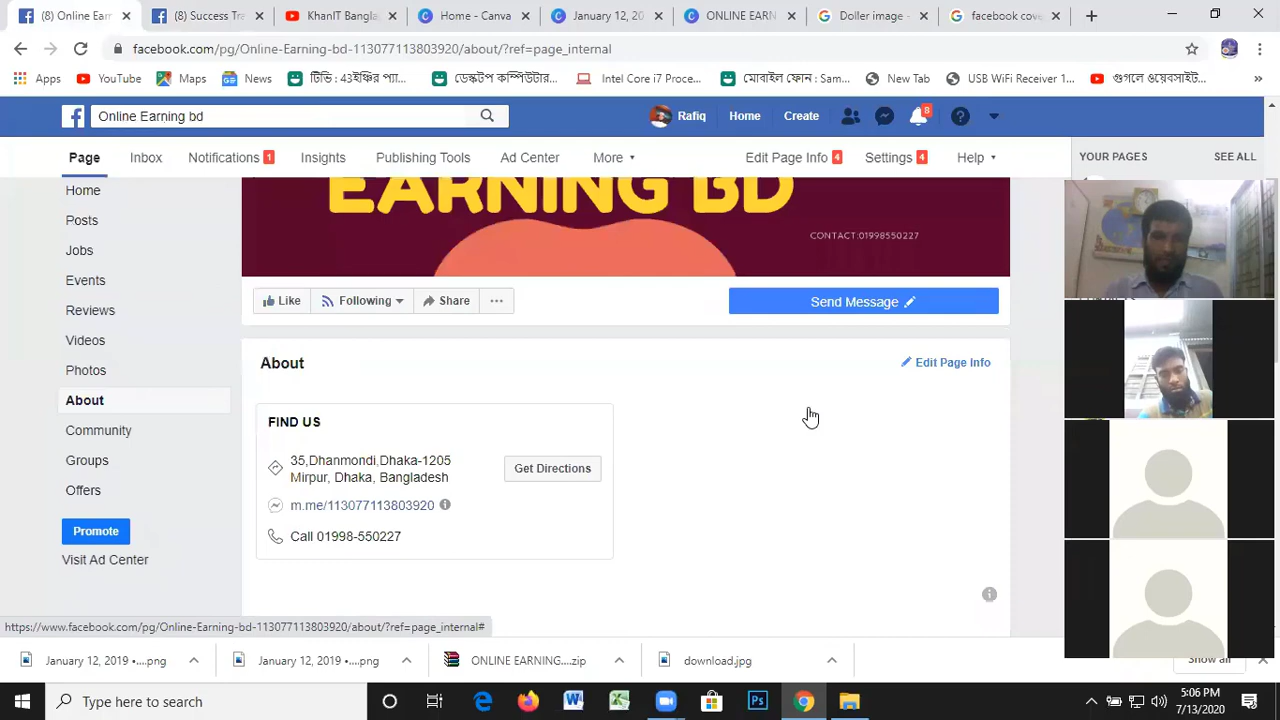 (8) Online Earn
(8) Success Tra
KhanIT Bangla
Home - Canva
January 12, 20
ONLINE EARN
Doller image -
facebook cove
facebook.com/pg/Online-Earning-bd-113077113803920/about/?ref=page_internal
Apps
YouTube
Maps
News
টিভি : 43ইঞ্চির প্যা...
ডেস্কটপ কম্পিউটার...
Intel Core i7 Proce...
মোবাইল ফোন : Sam...
New Tab
USB WiFi Receiver 1...
গুগলে ওয়েবসাইট...
»
Online Earning bd
Rafiq
Home
Create
8
Page
Inbox
Notifications 1
Insights
Publishing Tools
Ad Center
More
Edit Page Info 4
Settings 4
Help
YOUR PAGES
SEE ALL
Home
Posts
Jobs
Events
Reviews
Videos
Photos
About
Community
Groups
Offers
Promote
Visit Ad Center
EARNING BD
CONTACT:01998550227
Like
Following
Share
...
Send Message
About
Edit Page Info
FIND US
35,Dhanmondi,Dhaka-1205
Mirpur, Dhaka, Bangladesh
Get Directions
m.me/113077113803920
Call 01998-550227
https://www.facebook.com/pg/Online-Earning-bd-113077113803920/about/?ref=page_internal#
January 12, 2019 •....png
January 12, 2019 •....png
ONLINE EARNING....zip
download.jpg
Show all
Type here to search
5:06 PM
7/13/2020